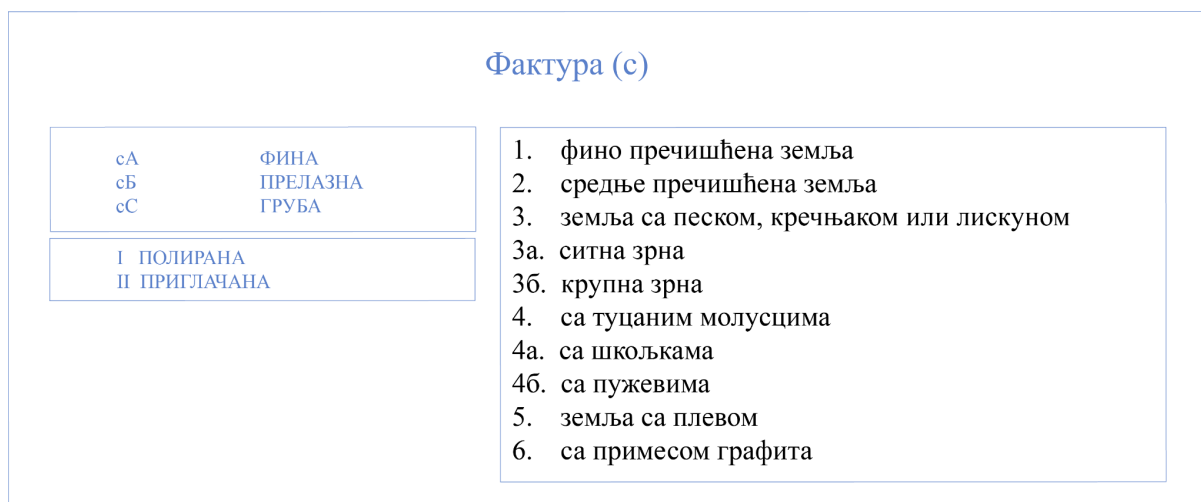 Фактура (с)
сА ФИНА
сБ ПРЕЛАЗНА
сС ГРУБА
I ПОЛИРАНА
II ПРИГЛАЧАНА
1. фино пречишћена земља
2. средње пречишћена земља
3. земља са песком, кречњаком или лискуном
3а. ситна зрна
3б. крупна зрна
4. са туцаним молусцима
4а. са шкољкама
4б. са пужевима
5. земља са плевом
6. са примесом графита